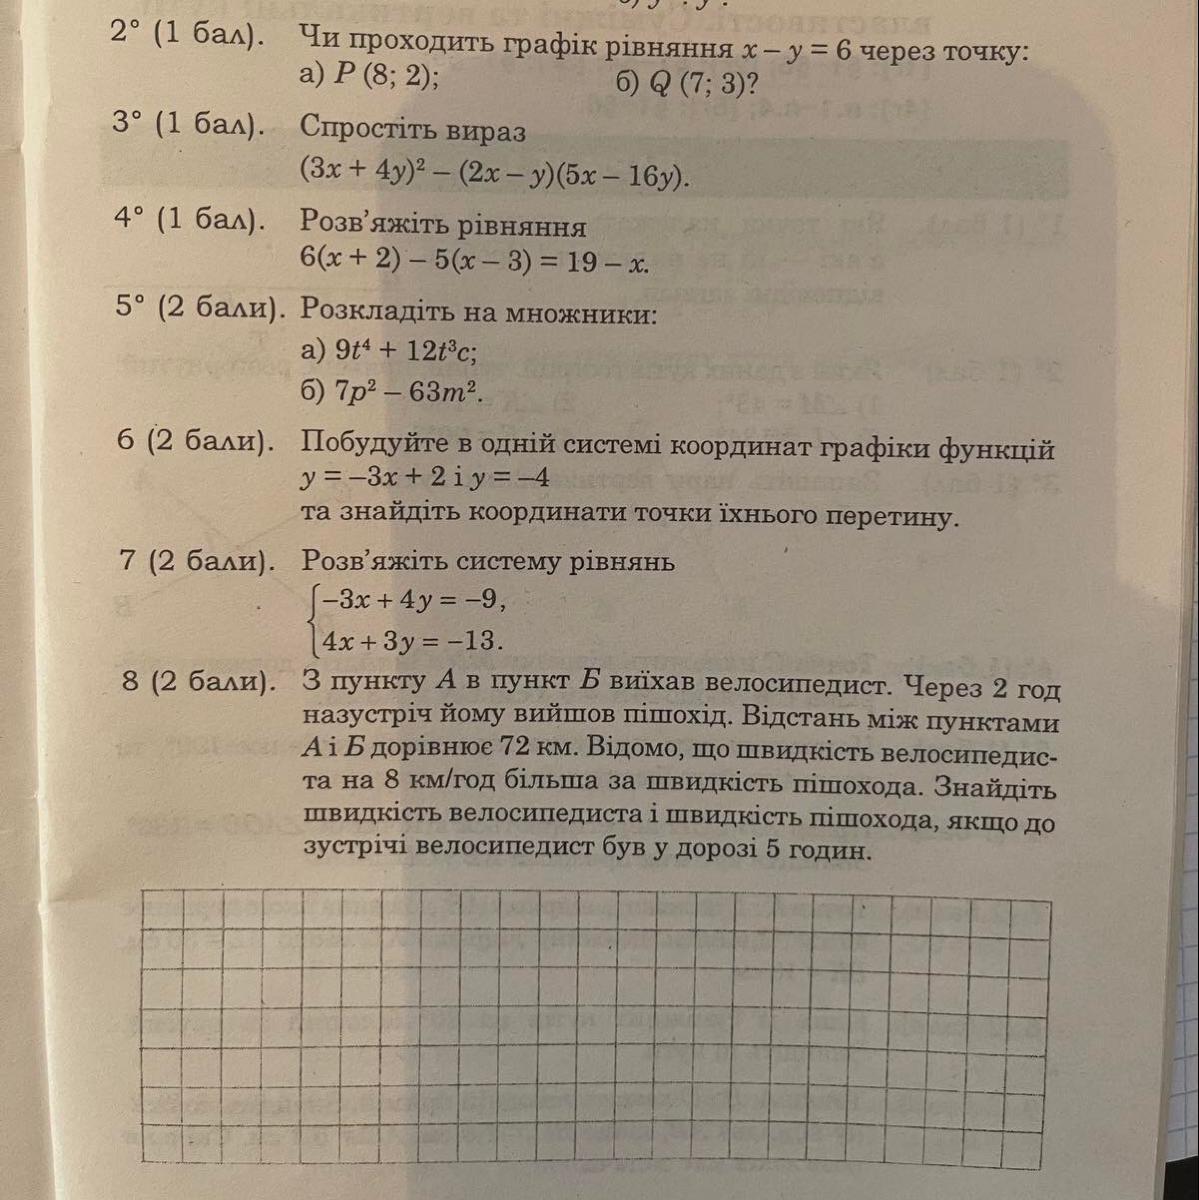 2° (1 бал). Чи проходить графік рівняння x – y = 6 через точку:
а) P (8; 2); б) Q (7; 3)?
3° (1 бал). Спростіть вираз
(3x + 4y)² – (2x – y)(5x – 16y).
4° (1 бал). Розв'яжіть рівняння
6(x + 2) – 5(x – 3) = 19 – x.
5° (2 бали). Розкладіть на множники:
а) 9t⁴ + 12t³c;
б) 7p² – 63m².
6 (2 бали). Побудуйте в одній системі координат графіки функцій
y = –3x + 2 і y = –4
та знайдіть координати точки їхнього перетину.
7 (2 бали). Розв'яжіть систему рівнянь
{–3x + 4y = –9,
4x + 3y = –13.
8 (2 бали). З пункту А в пункт Б виїхав велосипедист. Через 2 год
назустріч йому вийшов пішохід. Відстань між пунктами
А і Б дорівнює 72 км. Відомо, що швидкість велосипедис-
та на 8 км/год більша за швидкість пішохода. Знайдіть
швидкість велосипедиста і швидкість пішохода, якщо до
зустрічі велосипедист був у дорозі 5 годин.